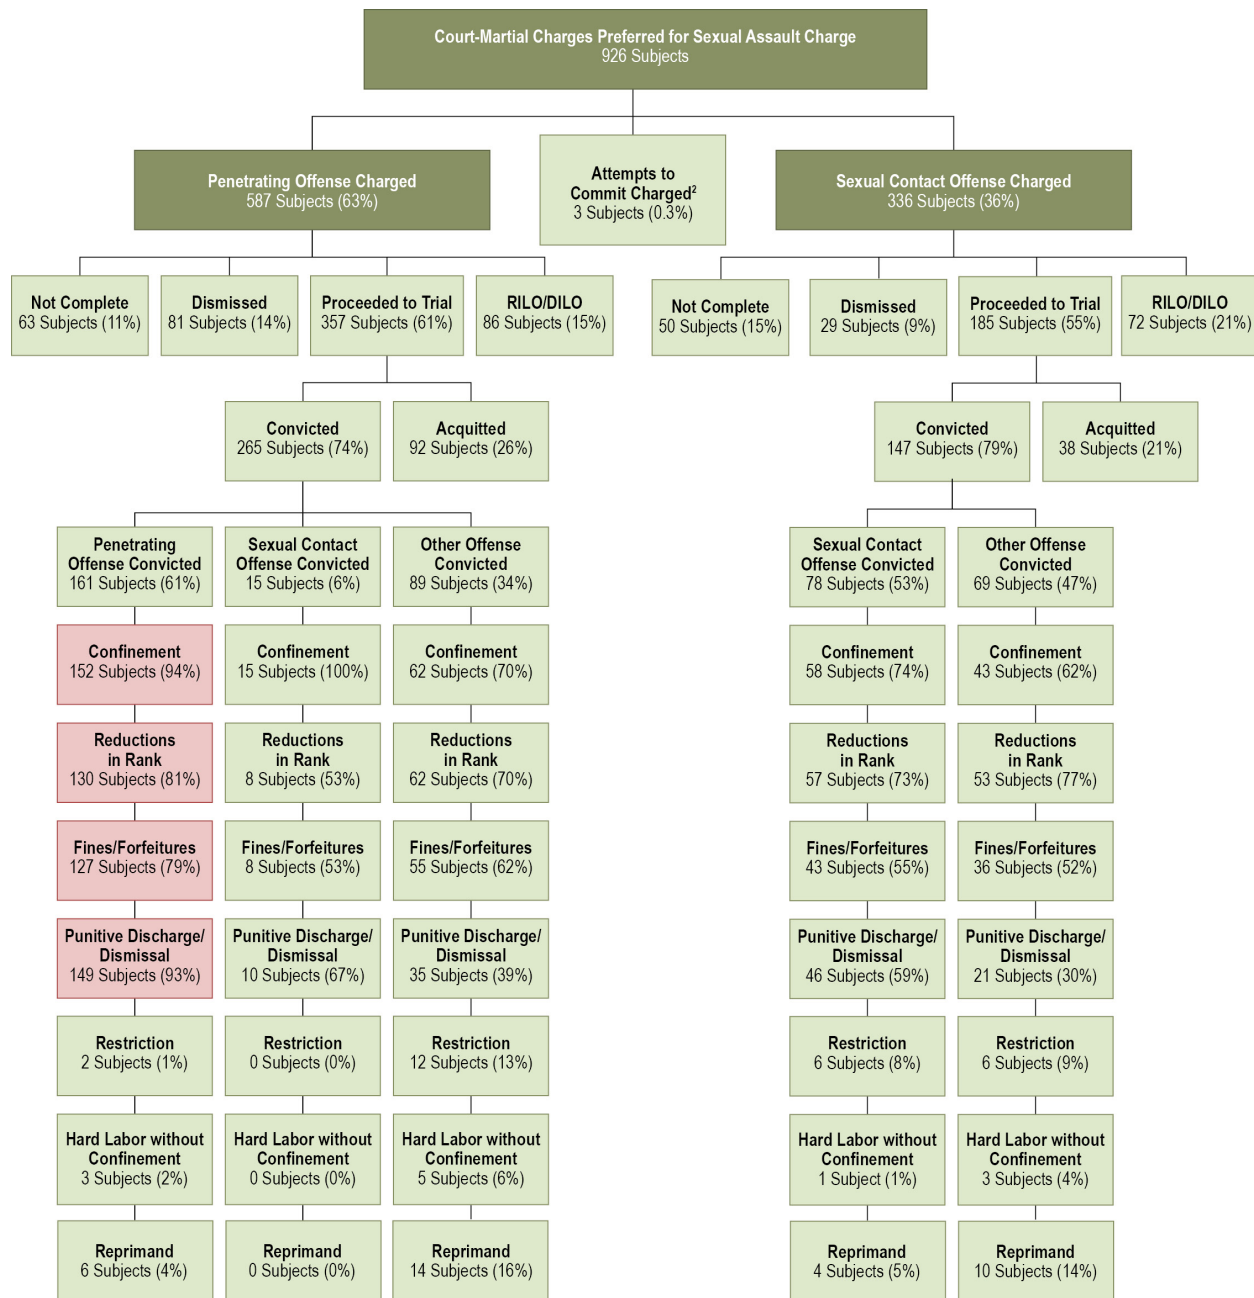 Court-Martial Charges Preferred for Sexual Assault Charge
926 Subjects
Penetrating Offense Charged
587 Subjects (63%)
Attempts to
Commit Charged²
3 Subjects (0.3%)
Sexual Contact Offense Charged
336 Subjects (36%)
Not Complete
63 Subjects (11%)
Dismissed
81 Subjects (14%)
Proceeded to Trial
357 Subjects (61%)
RILO/DILO
86 Subjects (15%)
Not Complete
50 Subjects (15%)
Dismissed
29 Subjects (9%)
Proceeded to Trial
185 Subjects (55%)
RILO/DILO
72 Subjects (21%)
Convicted
265 Subjects (74%)
Acquitted
92 Subjects (26%)
Convicted
147 Subjects (79%)
Acquitted
38 Subjects (21%)
Penetrating
Offense Convicted
161 Subjects (61%)
Sexual Contact
Offense Convicted
15 Subjects (6%)
Other Offense
Convicted
89 Subjects (34%)
Sexual Contact
Offense Convicted
78 Subjects (53%)
Other Offense
Convicted
69 Subjects (47%)
Confinement
152 Subjects (94%)
Confinement
15 Subjects (100%)
Confinement
62 Subjects (70%)
Confinement
58 Subjects (74%)
Confinement
43 Subjects (62%)
Reductions
in Rank
130 Subjects (81%)
Reductions
in Rank
8 Subjects (53%)
Reductions
in Rank
62 Subjects (70%)
Reductions
in Rank
57 Subjects (73%)
Reductions
in Rank
53 Subjects (77%)
Fines/Forfeitures
127 Subjects (79%)
Fines/Forfeitures
8 Subjects (53%)
Fines/Forfeitures
55 Subjects (62%)
Fines/Forfeitures
43 Subjects (55%)
Fines/Forfeitures
36 Subjects (52%)
Punitive Discharge/
Dismissal
149 Subjects (93%)
Punitive Discharge/
Dismissal
10 Subjects (67%)
Punitive Discharge/
Dismissal
35 Subjects (39%)
Punitive Discharge/
Dismissal
46 Subjects (59%)
Punitive Discharge/
Dismissal
21 Subjects (30%)
Restriction
2 Subjects (1%)
Restriction
0 Subjects (0%)
Restriction
12 Subjects (13%)
Restriction
6 Subjects (8%)
Restriction
6 Subjects (9%)
Hard Labor without
Confinement
3 Subjects (2%)
Hard Labor without
Confinement
0 Subjects (0%)
Hard Labor without
Confinement
5 Subjects (6%)
Hard Labor without
Confinement
1 Subject (1%)
Hard Labor without
Confinement
3 Subjects (4%)
Reprimand
6 Subjects (4%)
Reprimand
0 Subjects (0%)
Reprimand
14 Subjects (16%)
Reprimand
4 Subjects (5%)
Reprimand
10 Subjects (14%)